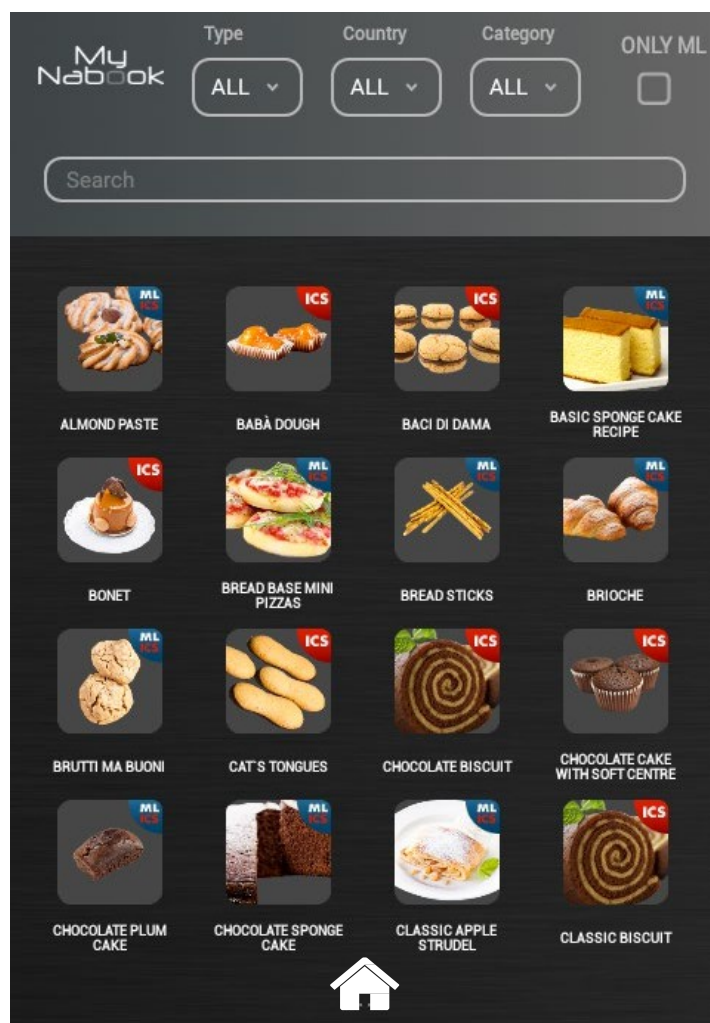 Type Country Category ONLY ML
My
Nabook
ALL ALL ALL
Search
ML ICS ICS ML
ICS ICS
ALMOND PASTE BABÀ DOUGH BACI DI DAMA BASIC SPONGE CAKE
RECIPE
ICS ML ML ML
ICS ICS ICS
BONET BREAD BASE MINI BREAD STICKS BRIOCHE
PIZZAS
ML ICS ICS ICS
ICS
BRUTTI MA BUONI CAT'S TONGUES CHOCOLATE BISCUIT CHOCOLATE CAKE
WITH SOFT CENTRE
ML ML ML ICS
ICS ICS ICS
CHOCOLATE PLUM CHOCOLATE SPONGE CLASSIC APPLE CLASSIC BISCUIT
CAKE CAKE STRUDEL